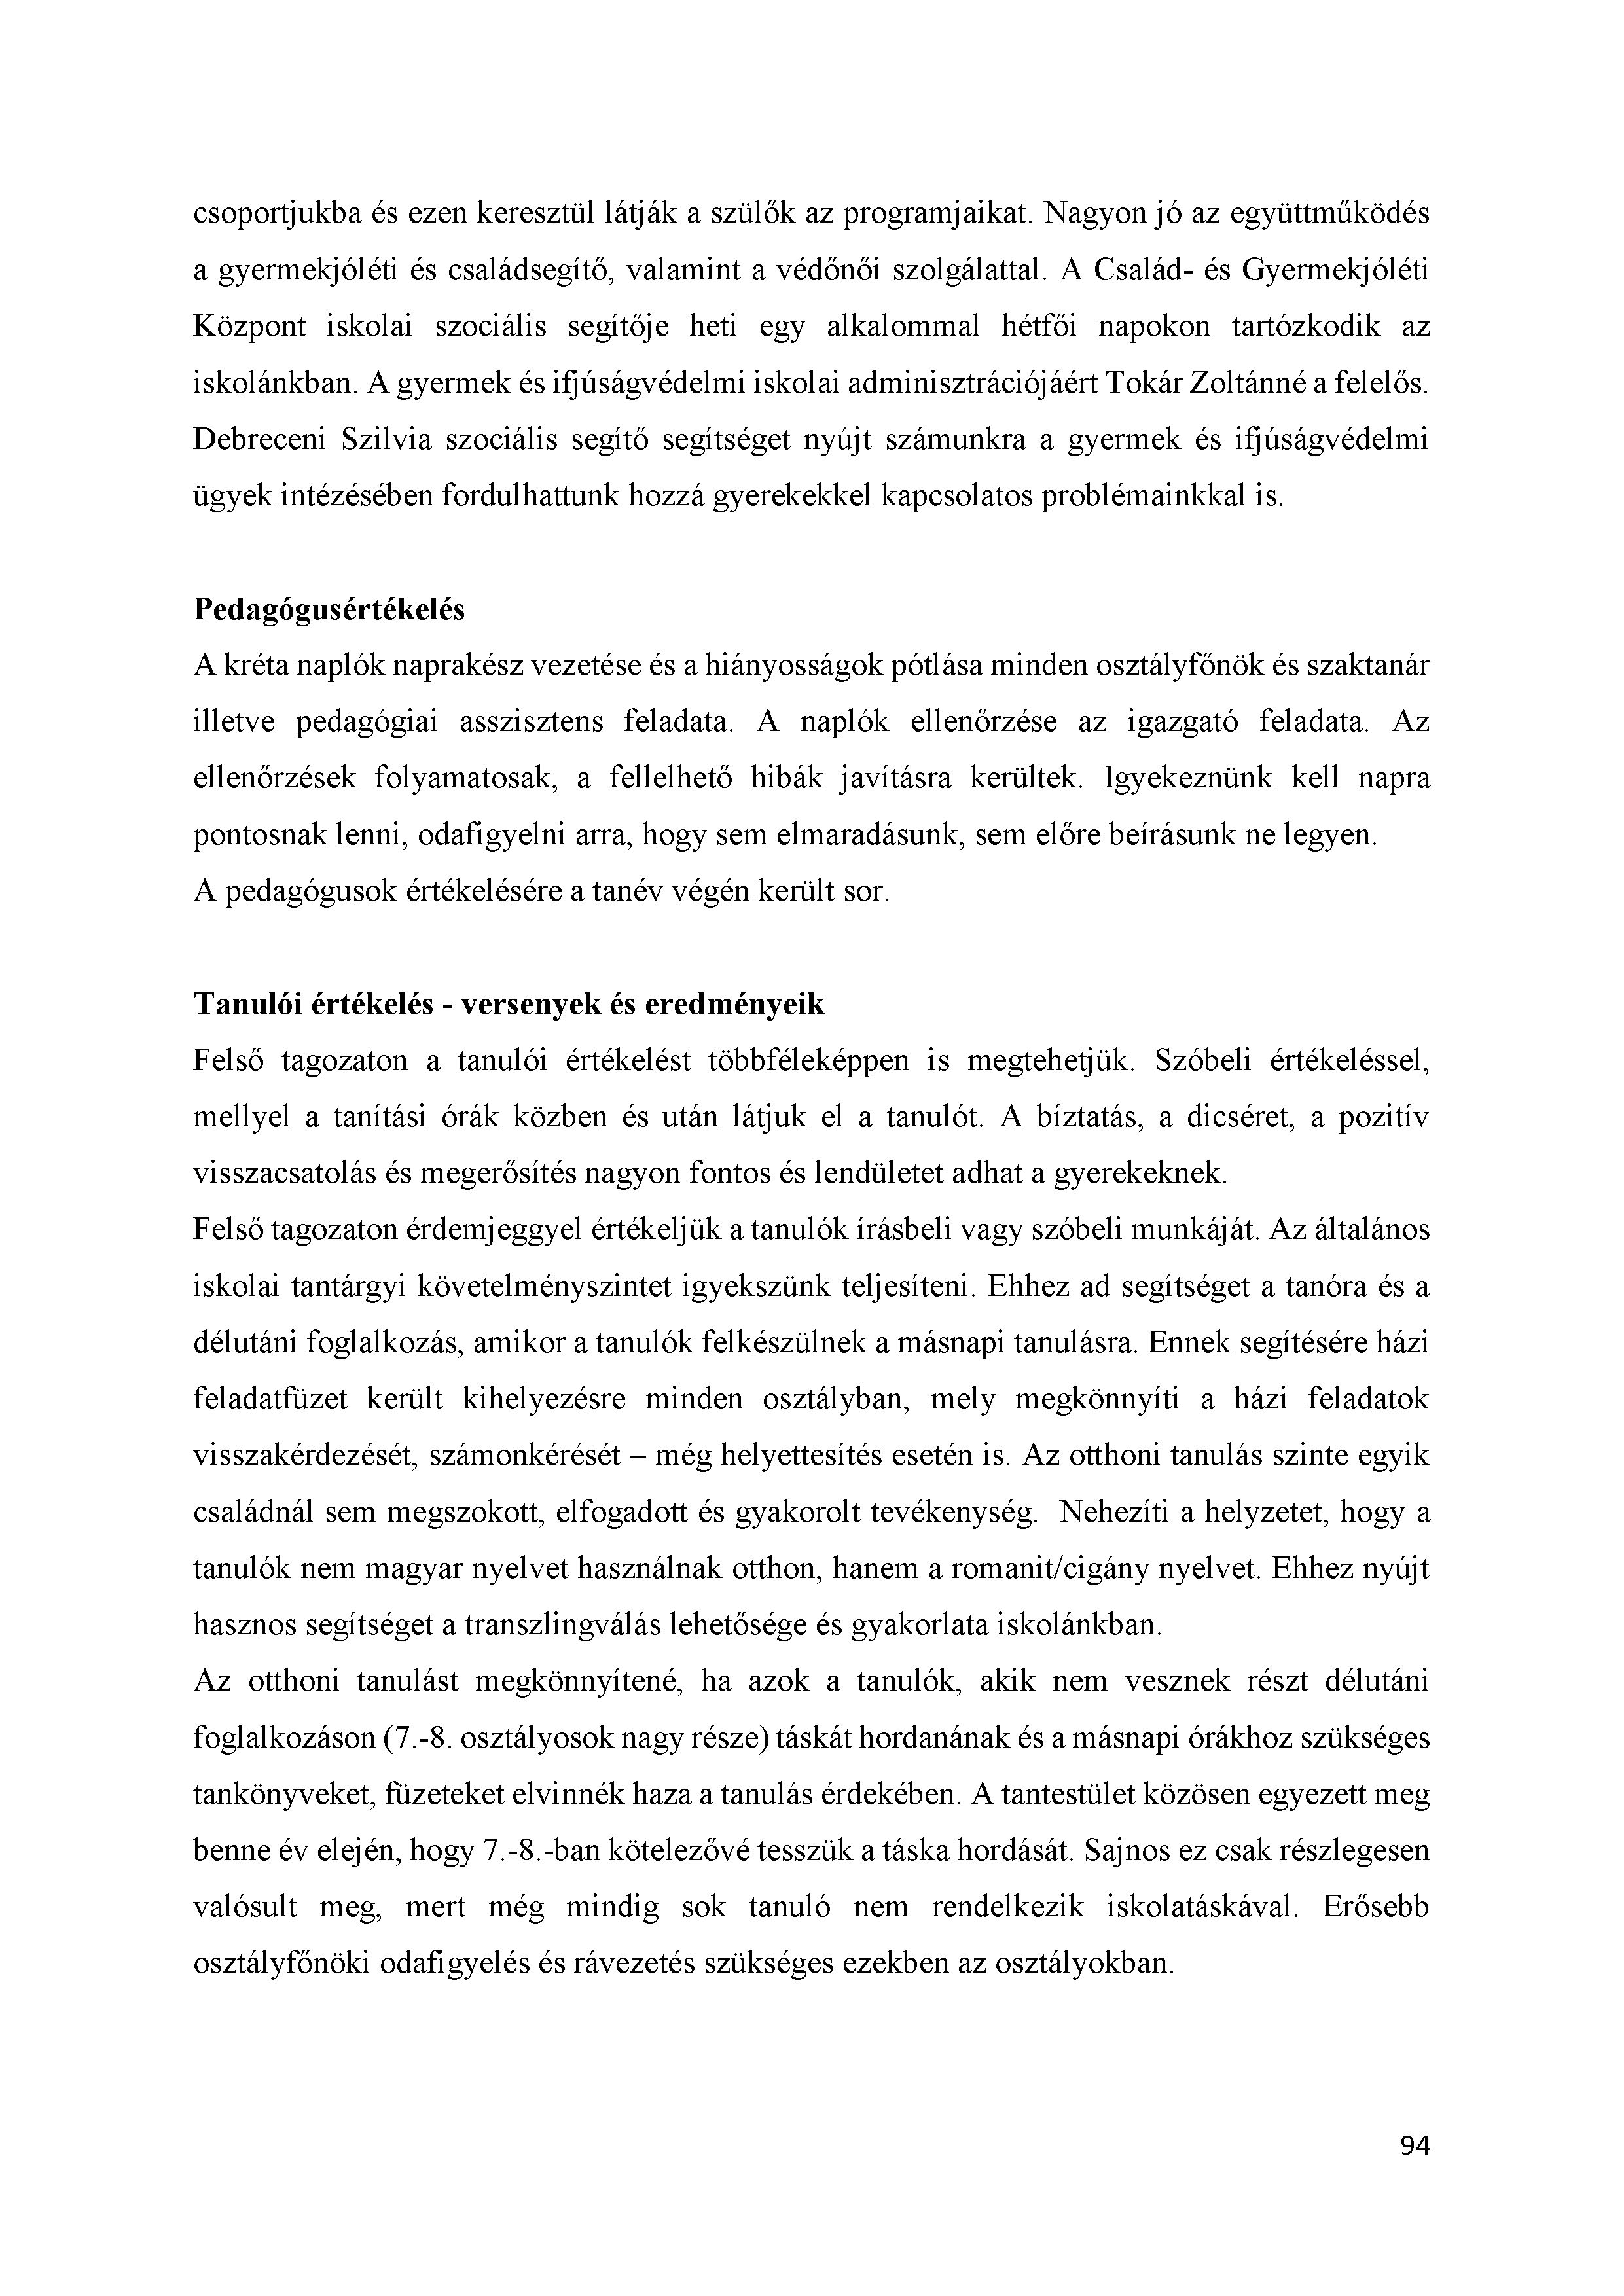 csoportjukba és ezen keresztül látják a szülők az programjaikat. Nagyon jó az együttműködés
a gyermekjóléti és családsegítő, valamint a védőnői szolgálattal. A Család- és Gyermekjóléti
Központ iskolai szociális segítője heti egy alkalommal hétfői napokon tartózkodik az
iskolánkban. A gyermek és ifjúságvédelmi iskolai adminisztrációjáért Tokár Zoltánné a felelős.
Debreceni Szilvia szociális segítő segítséget nyújt számunkra a gyermek és ifjúságvédelmi
ügyek intézésében fordulhattunk hozzá gyerekekkel kapcsolatos problémainkkal is.
Pedagógusértékelés
A kréta naplók naprakész vezetése és a hiányosságok pótlása minden osztályfőnök és szaktanár
illetve pedagógiai asszisztens feladata. A naplók ellenőrzése az igazgató feladata. Az
ellenőrzések folyamatosak, a fellelhető hibák javításra kerültek. Igyekeznünk kell napra
pontosnak lenni, odafigyelni arra, hogy sem elmaradásunk, sem előre beírásunk ne legyen.
A pedagógusok értékelésére a tanév végén került sor.
Tanulói értékelés - versenyek és eredményeik
Felső tagozaton a tanulói értékelést többféleképpen is megtehetjük. Szóbeli értékeléssel,
mellyel a tanítási órák közben és után látjuk el a tanulót. A bíztatás, a dicséret, a pozitív
visszacsatolás és megerősítés nagyon fontos és lendületet adhat a gyerekeknek.
Felső tagozaton érdemjeggyel értékeljük a tanulók írásbeli vagy szóbeli munkáját. Az általános
iskolai tantárgyi követelményszintet igyekszünk teljesíteni. Ehhez ad segítséget a tanóra és a
délutáni foglalkozás, amikor a tanulók felkészülnek a másnapi tanulásra. Ennek segítésére házi
feladatfüzet került kihelyezésre minden osztályban, mely megkönnyíti a házi feladatok
visszakérdezését, számonkérését – még helyettesítés esetén is. Az otthoni tanulás szinte egyik
családnál sem megszokott, elfogadott és gyakorolt tevékenység. Nehezíti a helyzetet, hogy a
tanulók nem magyar nyelvet használnak otthon, hanem a romanit/cigány nyelvet. Ehhez nyújt
hasznos segítséget a transzlingválás lehetősége és gyakorlata iskolánkban.
Az otthoni tanulást megkönnyítené, ha azok a tanulók, akik nem vesznek részt délutáni
foglalkozáson (7.-8. osztályosok nagy része) táskát hordanának és a másnapi órákhoz szükséges
tankönyveket, füzeteket elvinnék haza a tanulás érdekében. A tantestület közösen egyezett meg
benne év elején, hogy 7.-8.-ban kötelezővé tesszük a táska hordását. Sajnos ez csak részlegesen
valósult meg, mert még mindig sok tanuló nem rendelkezik iskolatáskával. Erősebb
osztályfőnöki odafigyelés és rávezetés szükséges ezekben az osztályokban.
94